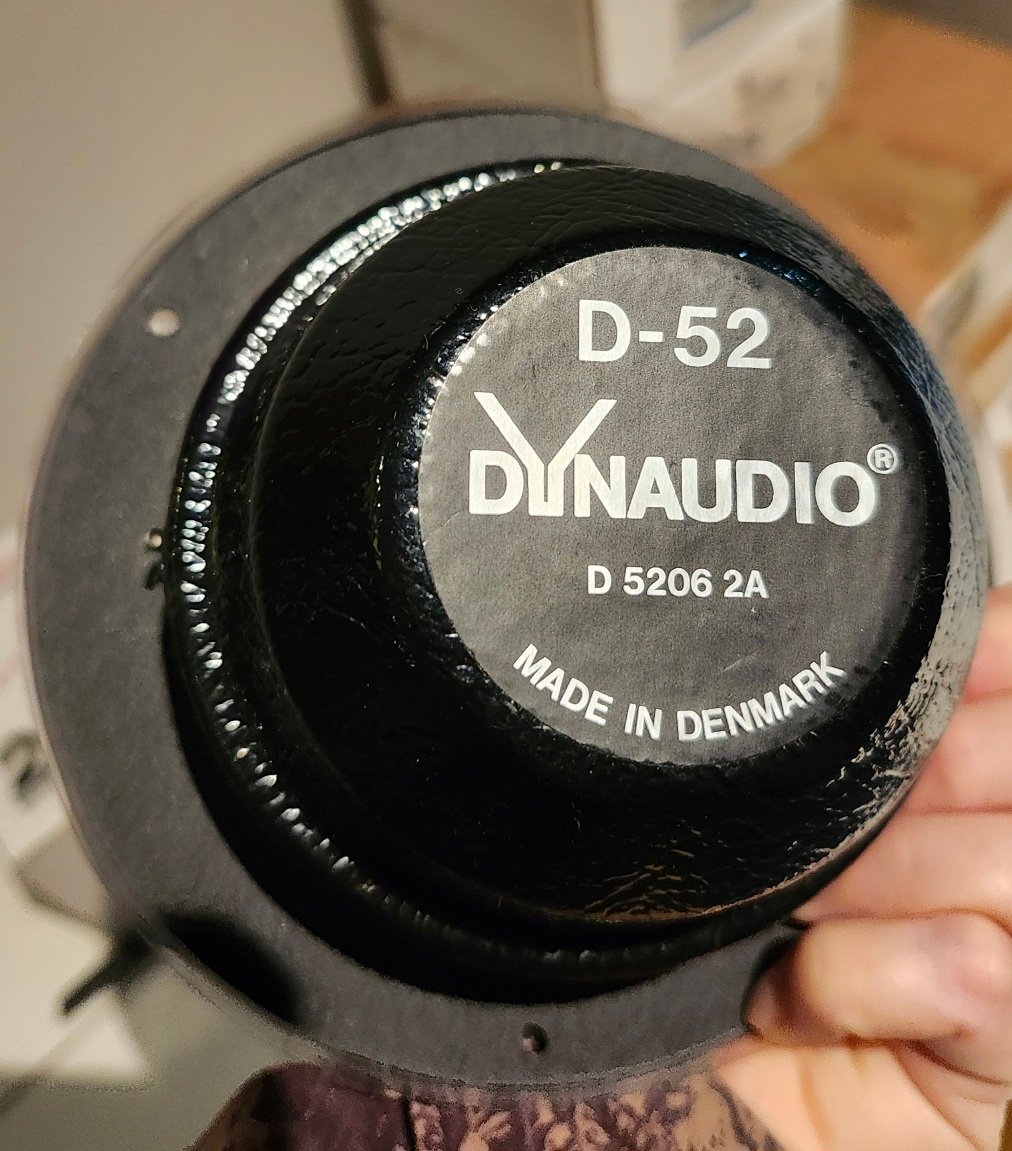 D-52
DYNAUDIO®
D 5206 2A
MADE IN DENMARK